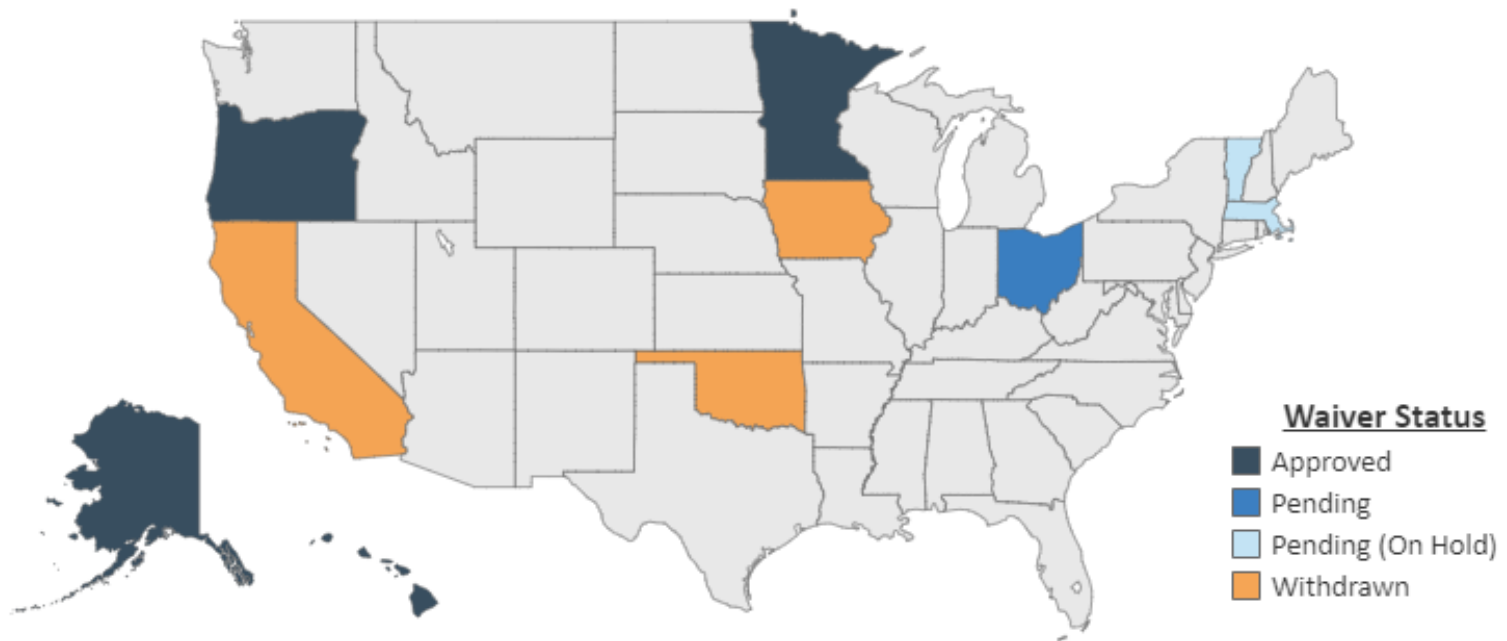 Waiver Status
Approved
Pending
Pending (On Hold)
Withdrawn